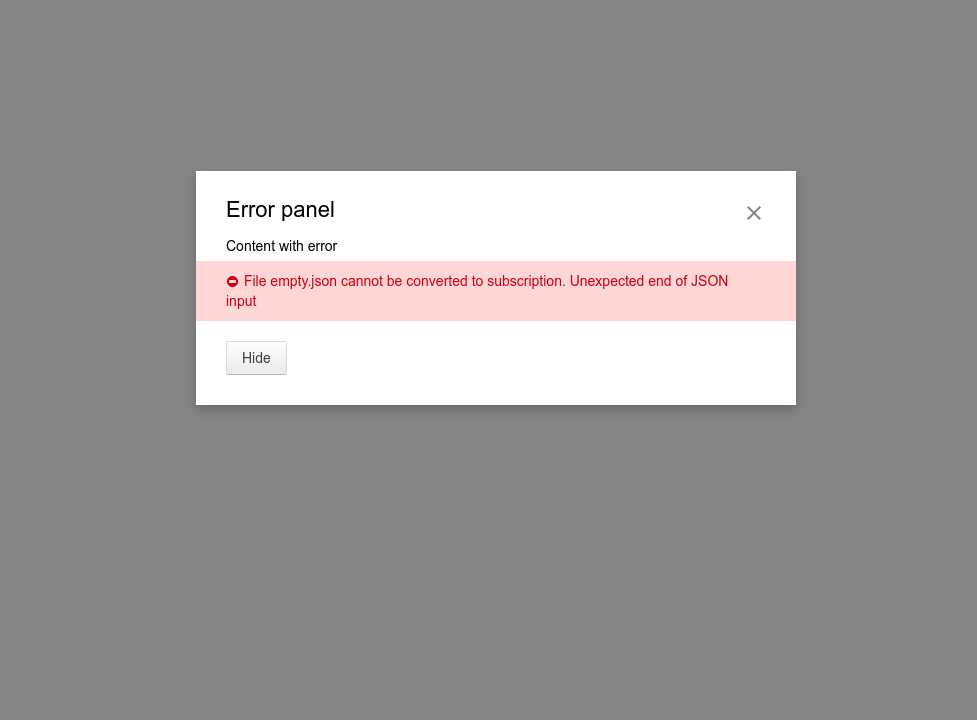 Error panel
Content with error
File empty.json cannot be converted to subscription. Unexpected end of JSON
input
Hide